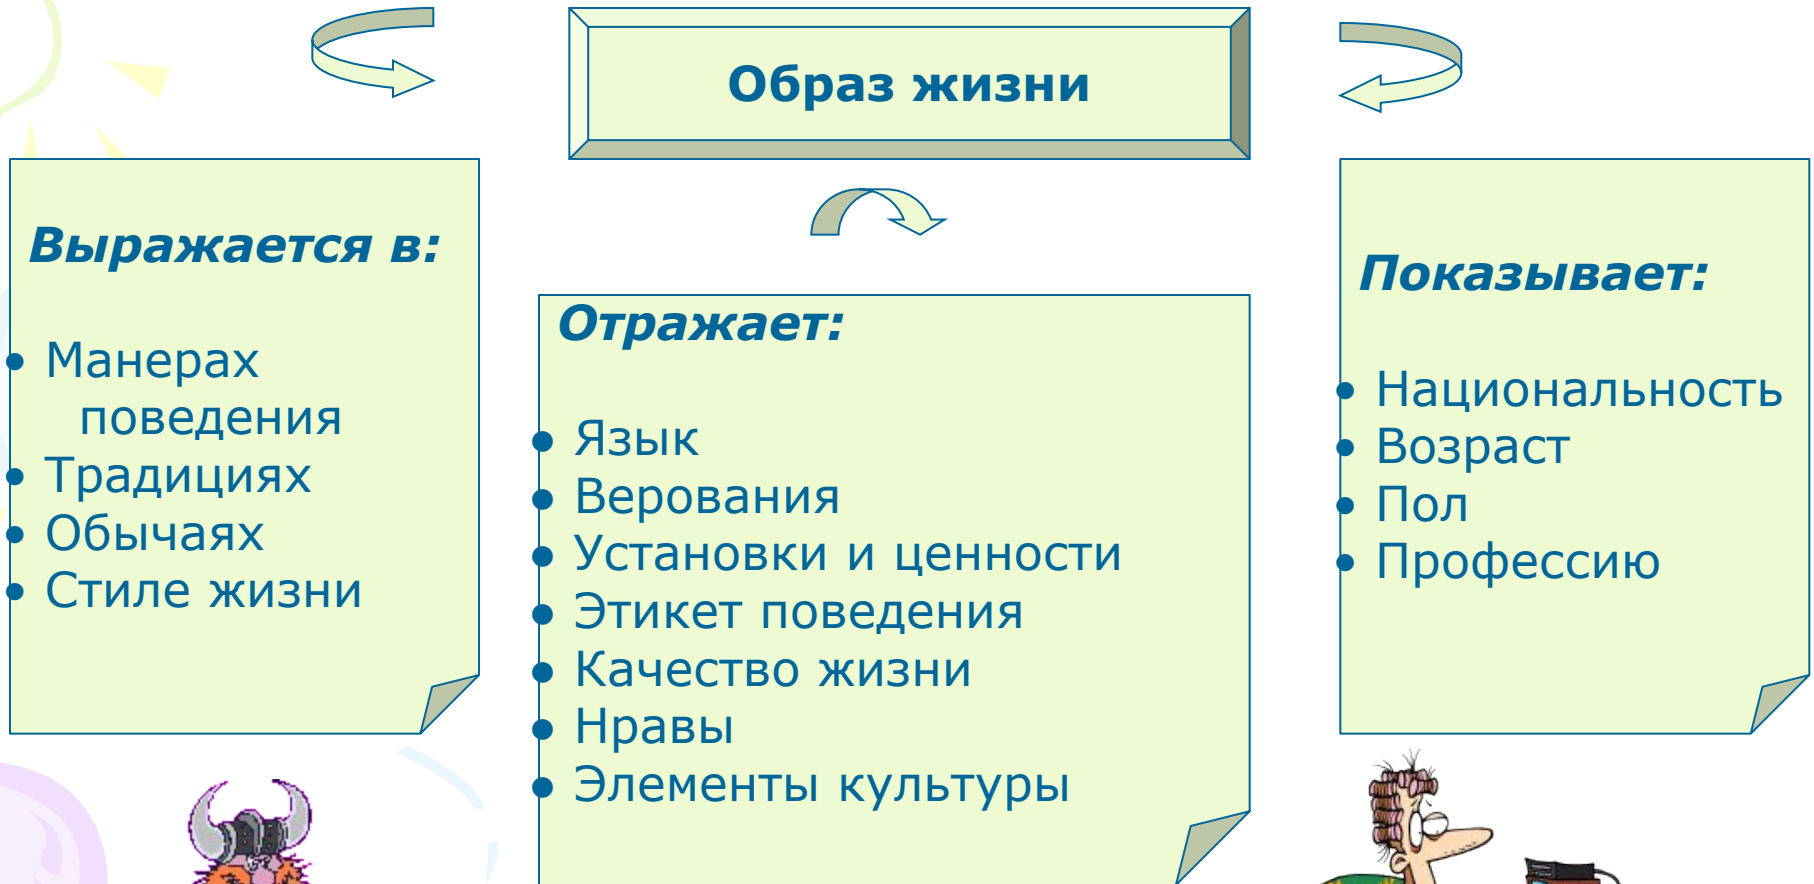 Образ жизни
Выражается в:
• Манерах
поведения
• Традициях
• Обычаях
• Стиле жизни
Отражает:
• Язык
• Верования
• Установки и ценности
• Этикет поведения
• Качество жизни
• Нравы
• Элементы культуры
Показывает:
• Национальность
• Возраст
• Пол
• Профессию